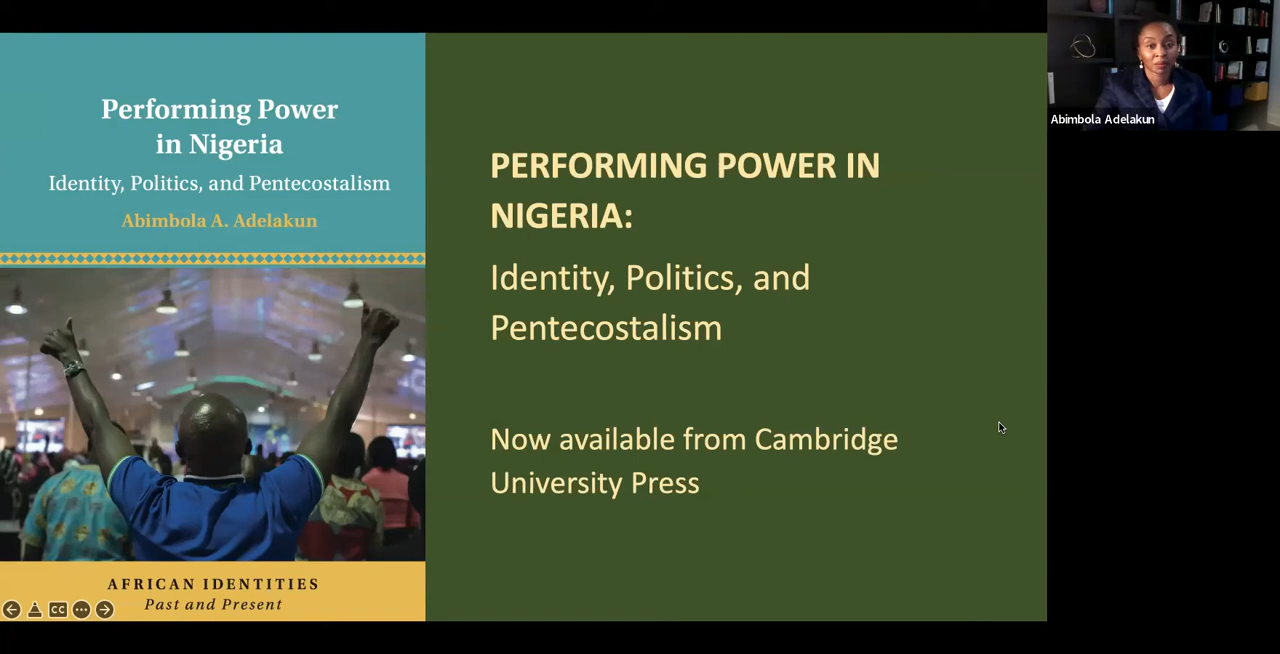 Performing Power
in Nigeria
Identity, Politics, and Pentecostalism
Abimbola A. Adelakun
AFRICAN IDENTITIES
Past and Present
CC
PERFORMING POWER IN
NIGERIA:
Identity, Politics, and
Pentecostalism
Now available from Cambridge
University Press
Abimbola Adelakun